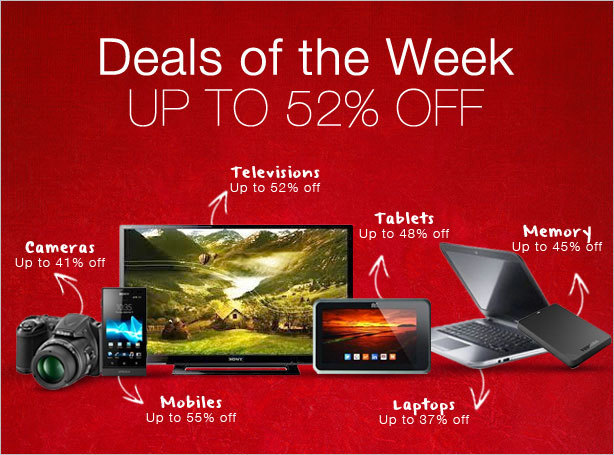 Deals of the Week
UP TO 52% OFF
Televisions
Up to 52% off
Tablets
Up to 48% off
Memory
Up to 45% off
Cameras
Up to 41% off
SONY
Mobiles
Up to 55% off
Laptops
Up to 37% off